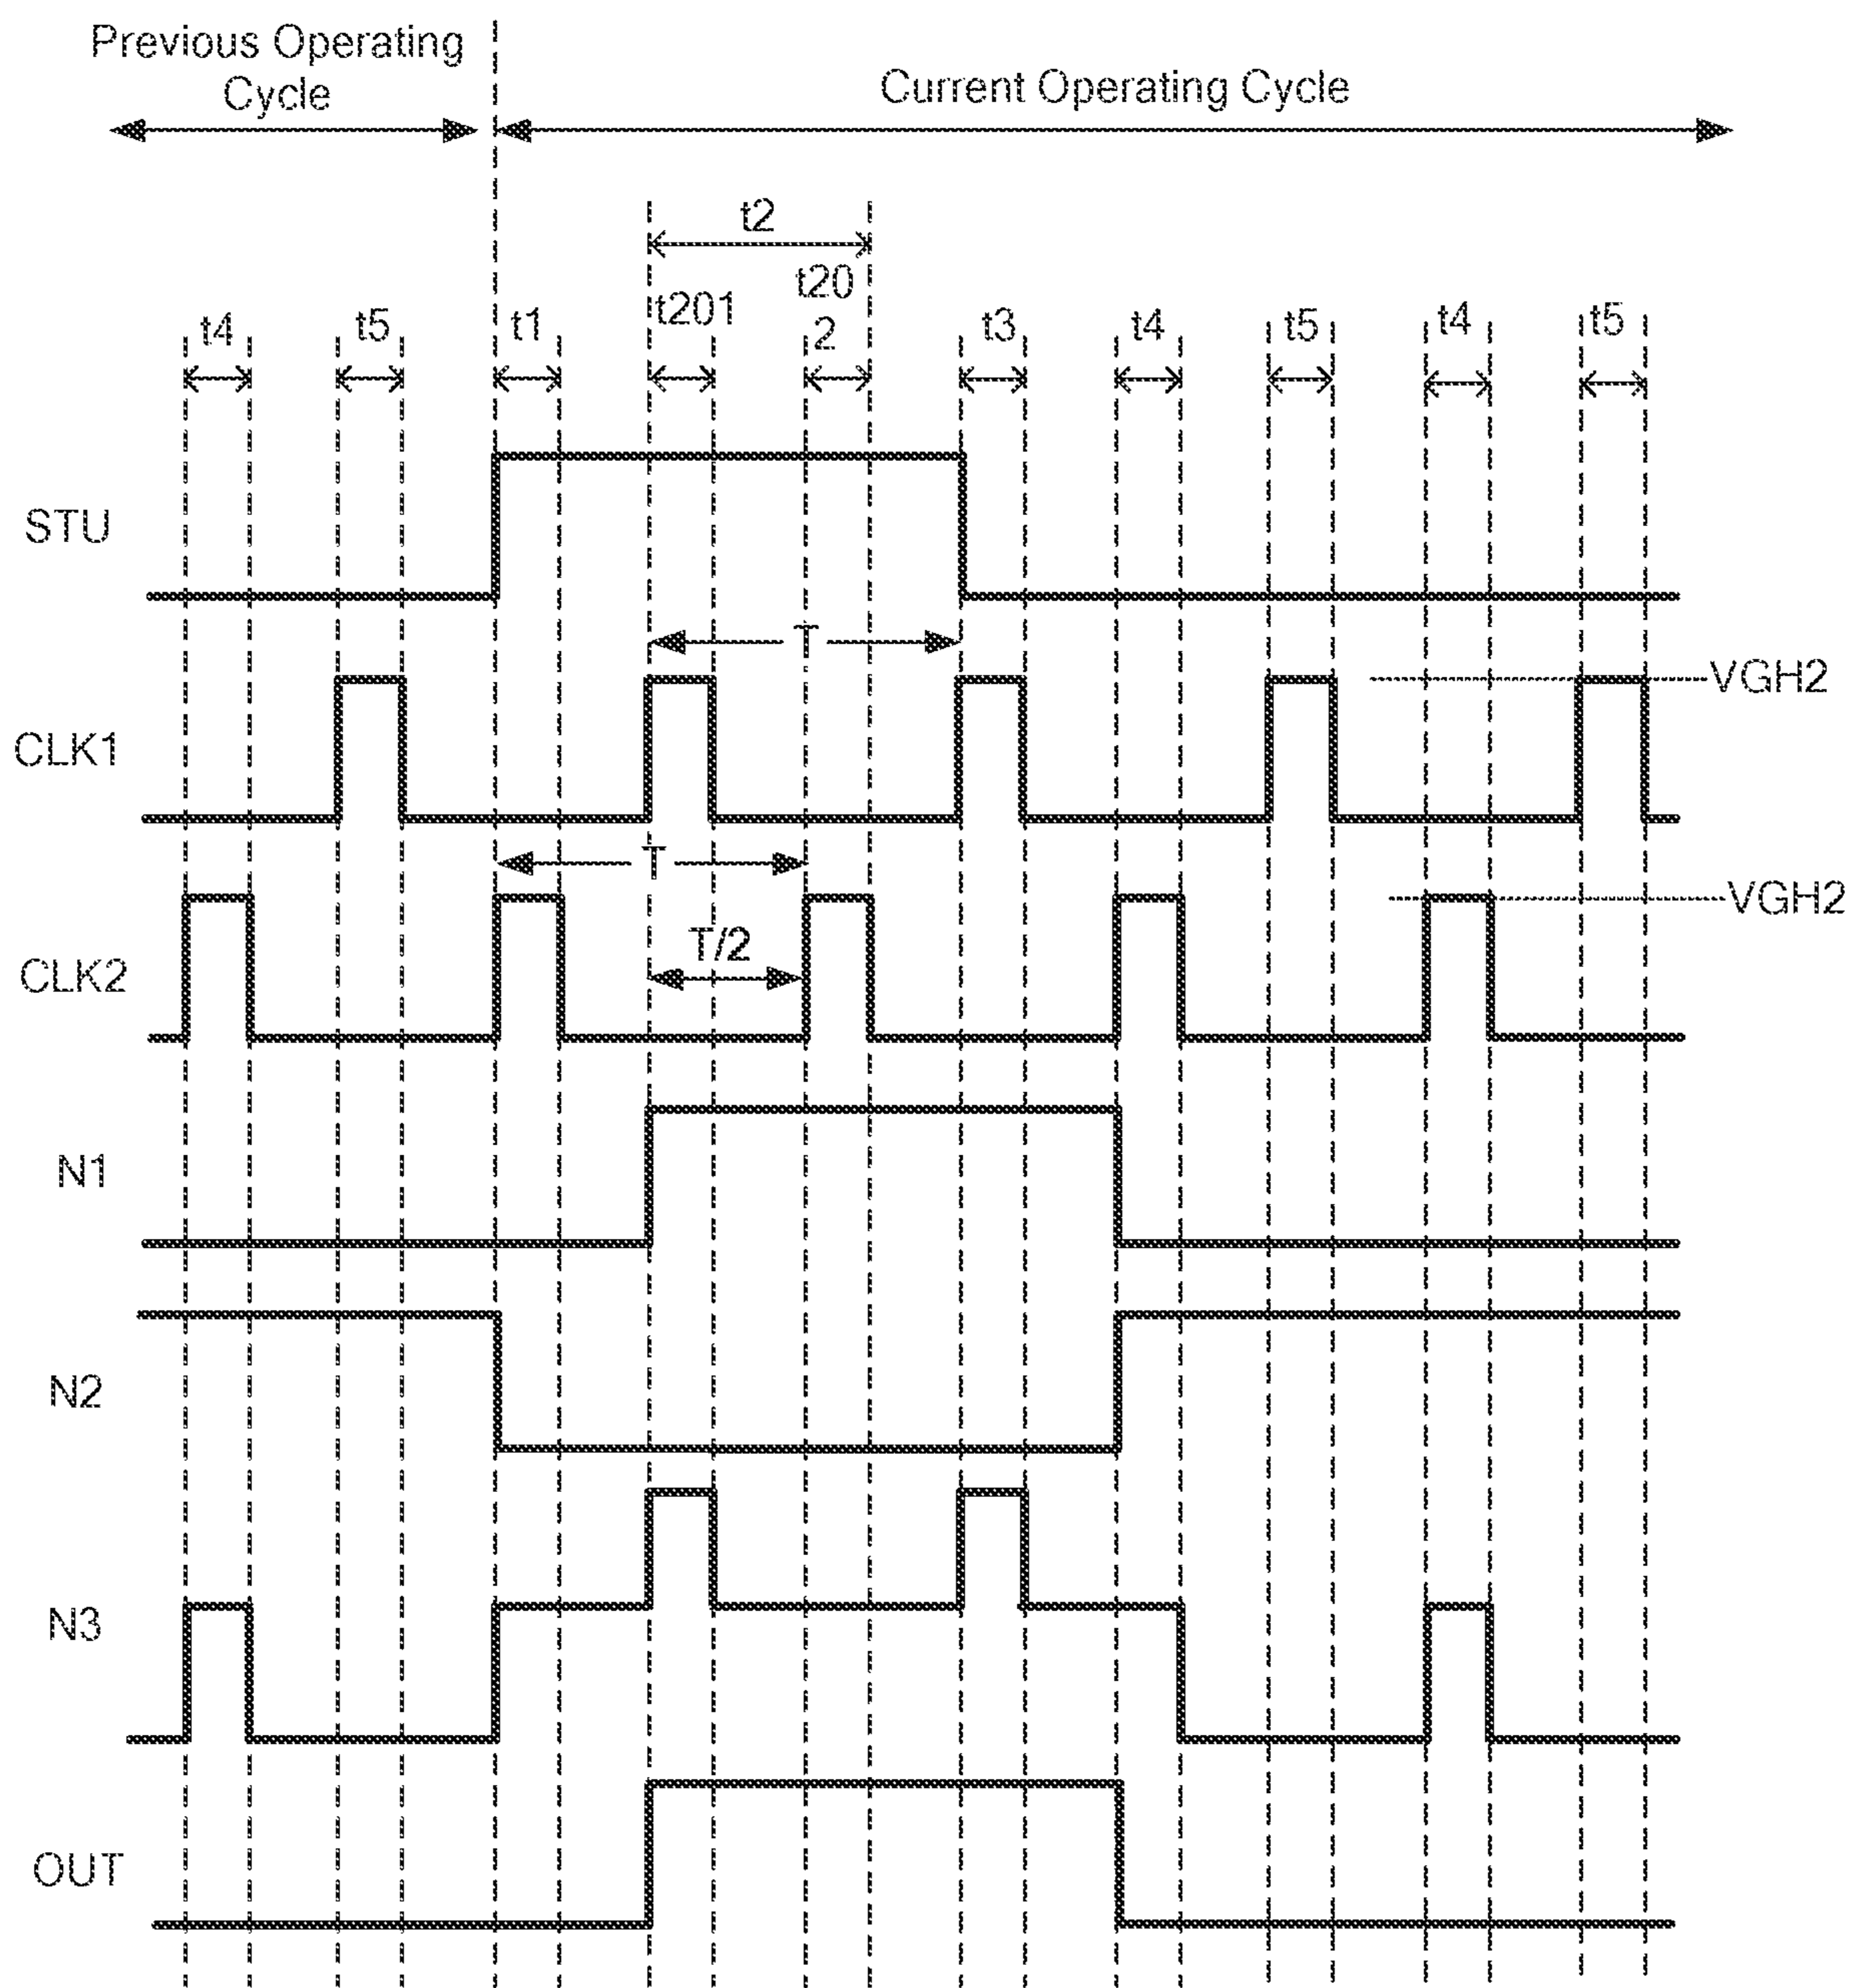 Previous Operating
Cycle
Current Operating Cycle
t2
t4
t5
t1
t201
t20
2
t3
t4
t5
t4
t5
STU
T
CLK1
VGH2
T
CLK2
T/2
VGH2
N1
N2
N3
OUT